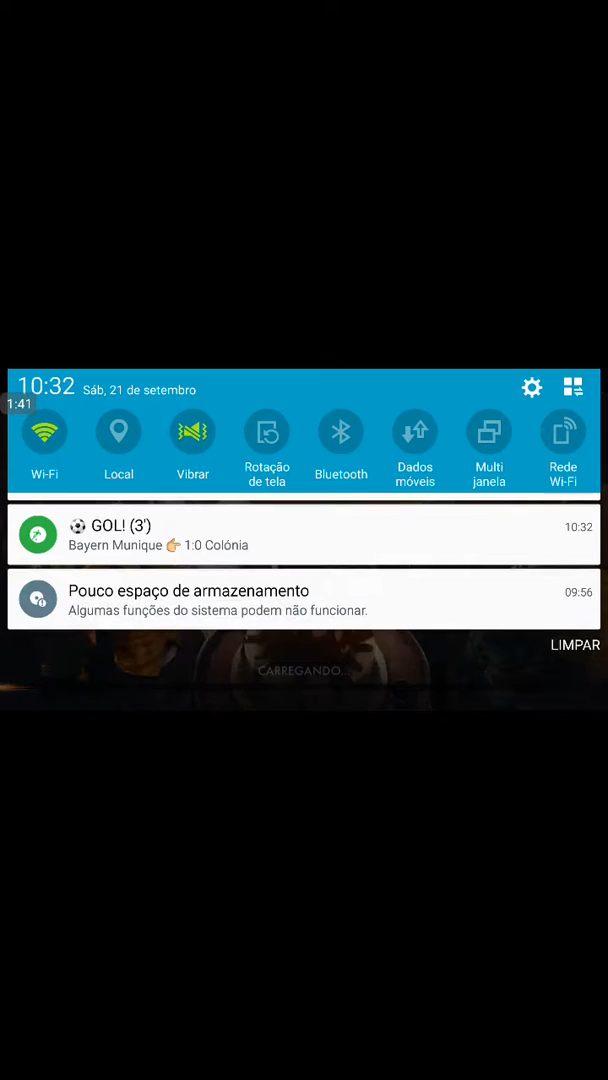 10:32 Sáb, 21 de setembro
1:41
Wi-Fi
Local
Vibrar
Rotação
de tela
Bluetooth
Dados
móveis
Multi
janela
Rede
Wi-Fi
GOL! (3') 10:32
Bayern Munique 👉 1:0 Colónia
Pouco espaço de armazenamento 09:56
Algumas funções do sistema podem não funcionar.
LIMPAR
CARREGANDO...